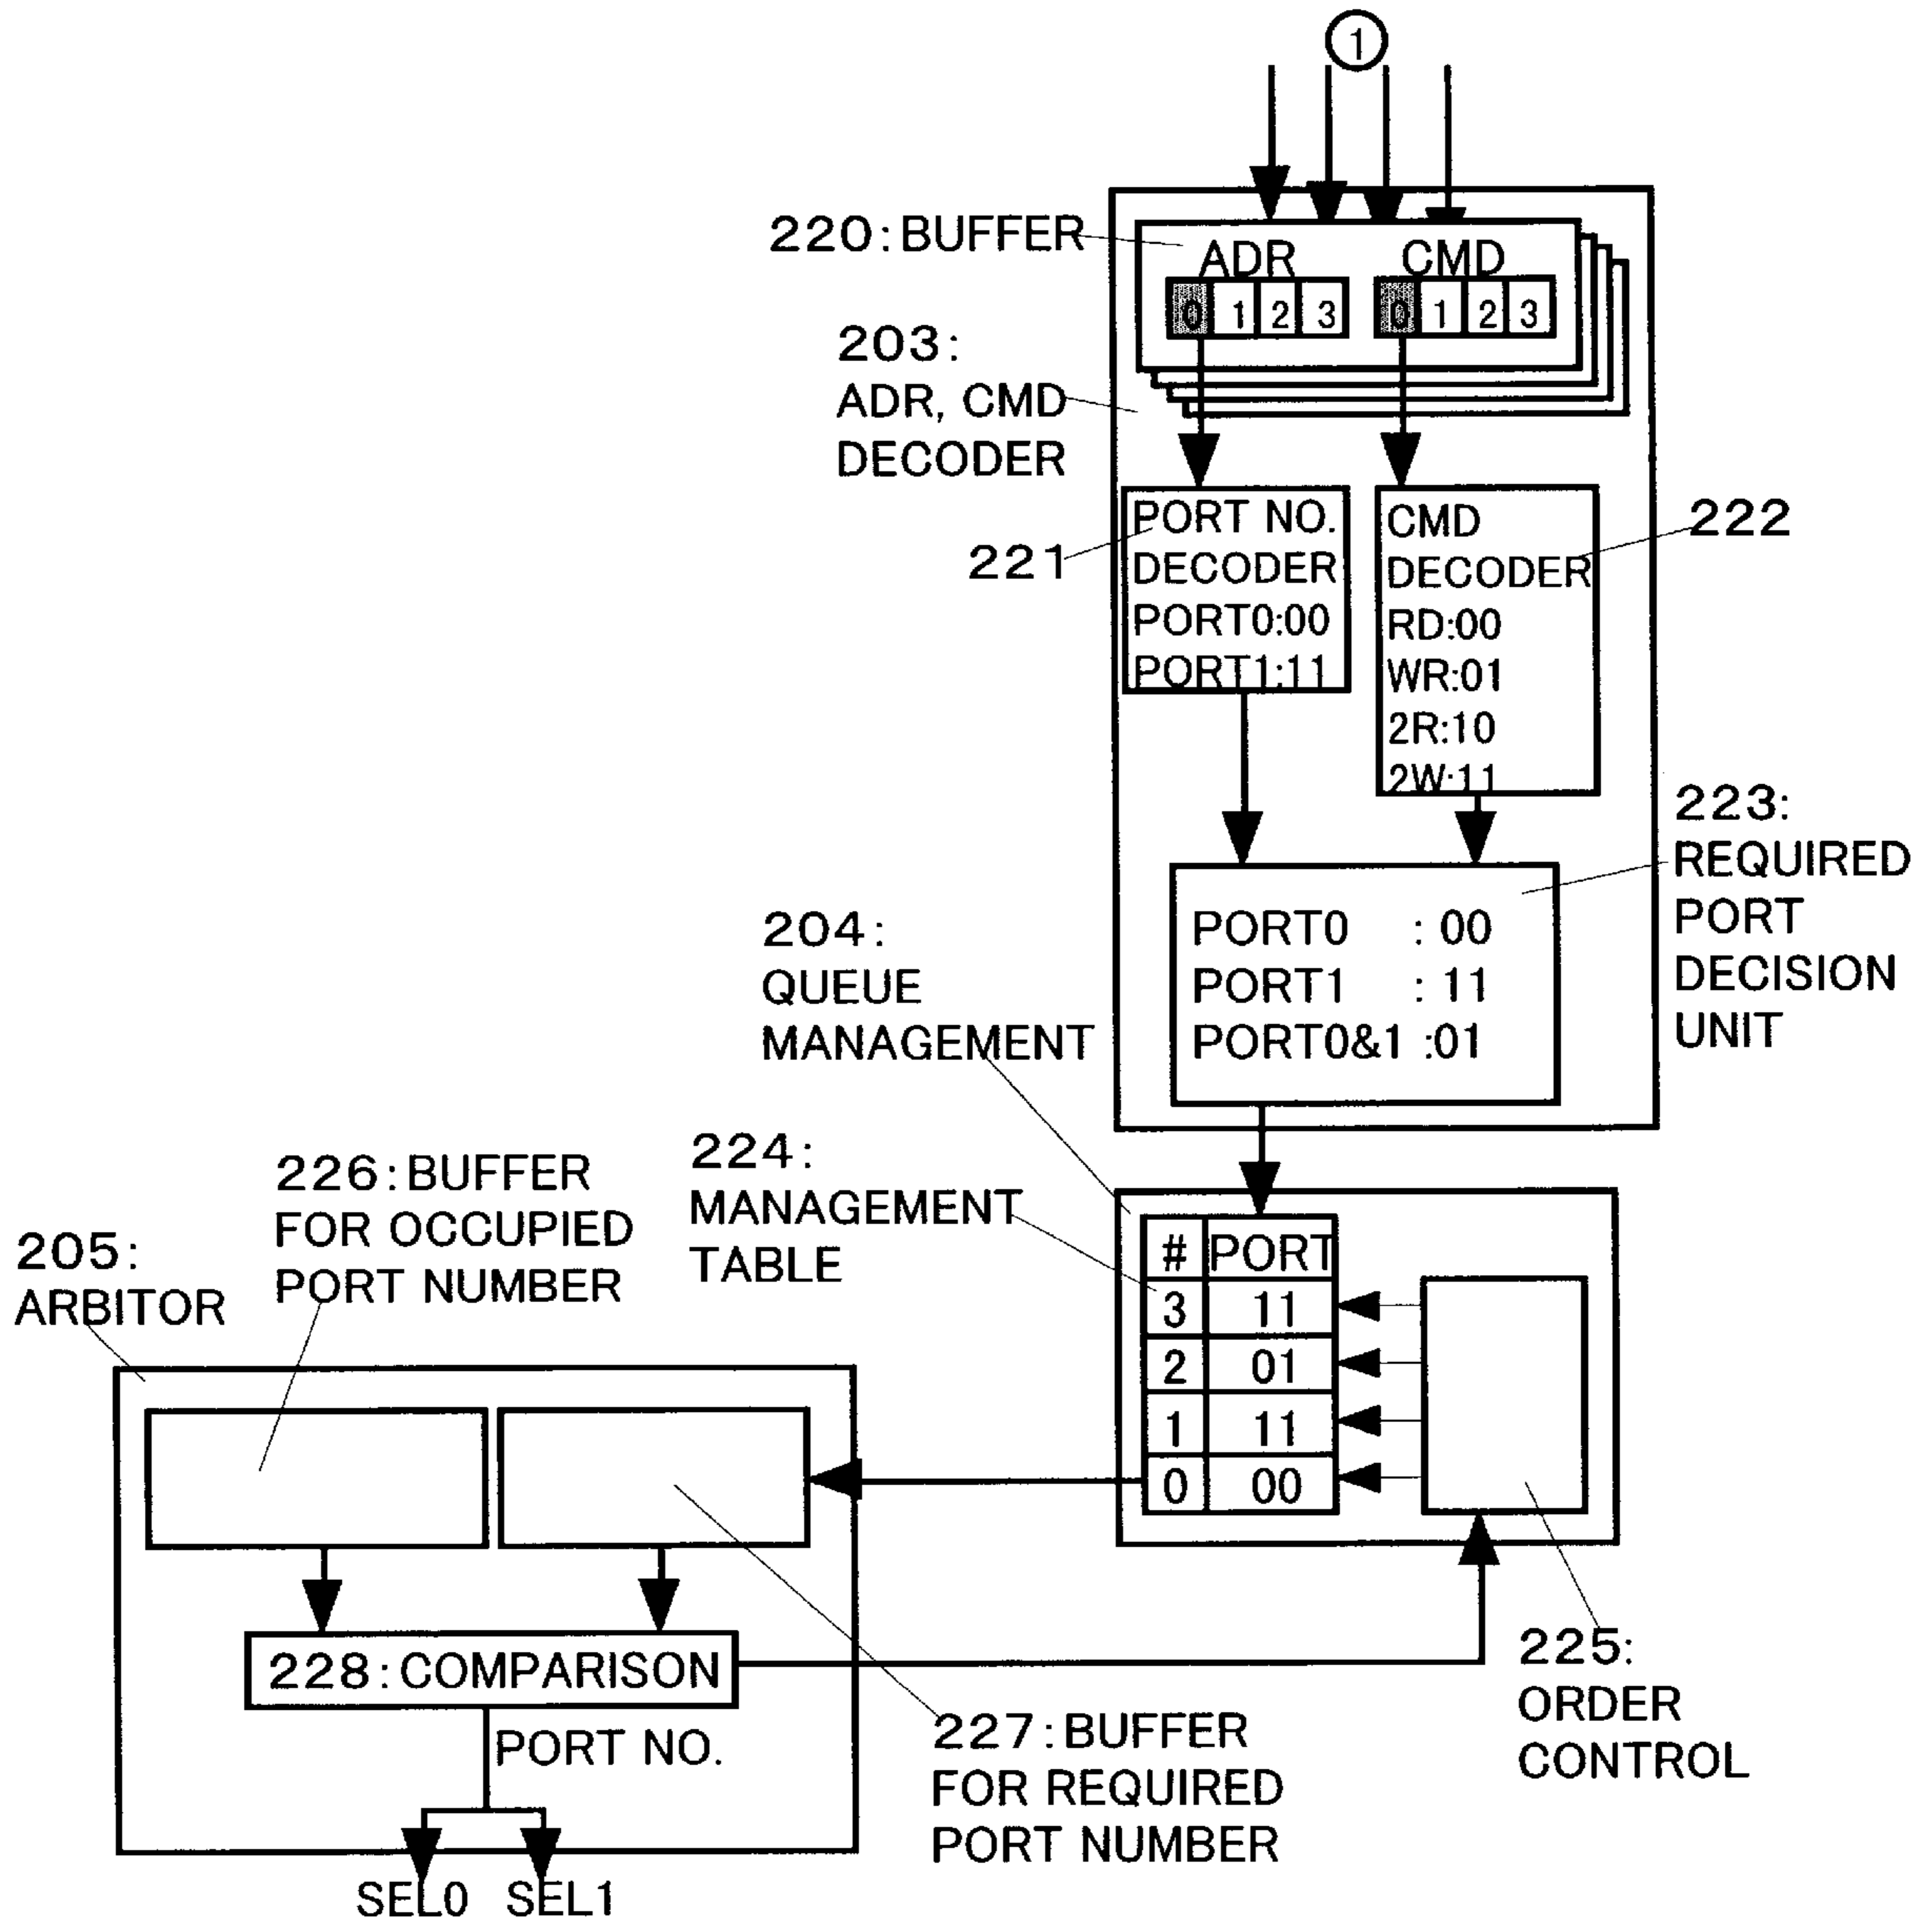 1
220:BUFFER
ADR CMD
0 1 2 3 0 1 2 3
203:
ADR, CMD
DECODER
PORT NO.
DECODER
PORT0:00
PORT1:11
221
CMD
DECODER
RD:00
WR:01
2R:10
2W:11
222
223:
REQUIRED
PORT
DECISION
UNIT
PORT0 : 00
PORT1 : 11
PORT0&1 :01
204:
QUEUE
MANAGEMENT
224:
MANAGEMENT
TABLE
# PORT
3 11
2 01
1 11
0 00
226:BUFFER
FOR OCCUPIED
PORT NUMBER
205:
ARBITOR
228:COMPARISON
PORT NO.
SEL0 SEL1
227:BUFFER
FOR REQUIRED
PORT NUMBER
225:
ORDER
CONTROL